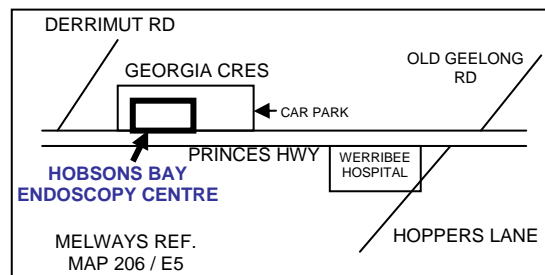 DERRIMUT RD
OLD GEELONG
RD
GEORGIA CRES
CAR PARK
PRINCES HWY
WERRIBEE
HOSPITAL
HOBSONS BAY
ENDOSCOPY CENTRE
HOPPERS LANE
MELWAYS REF.
MAP 206 / E5